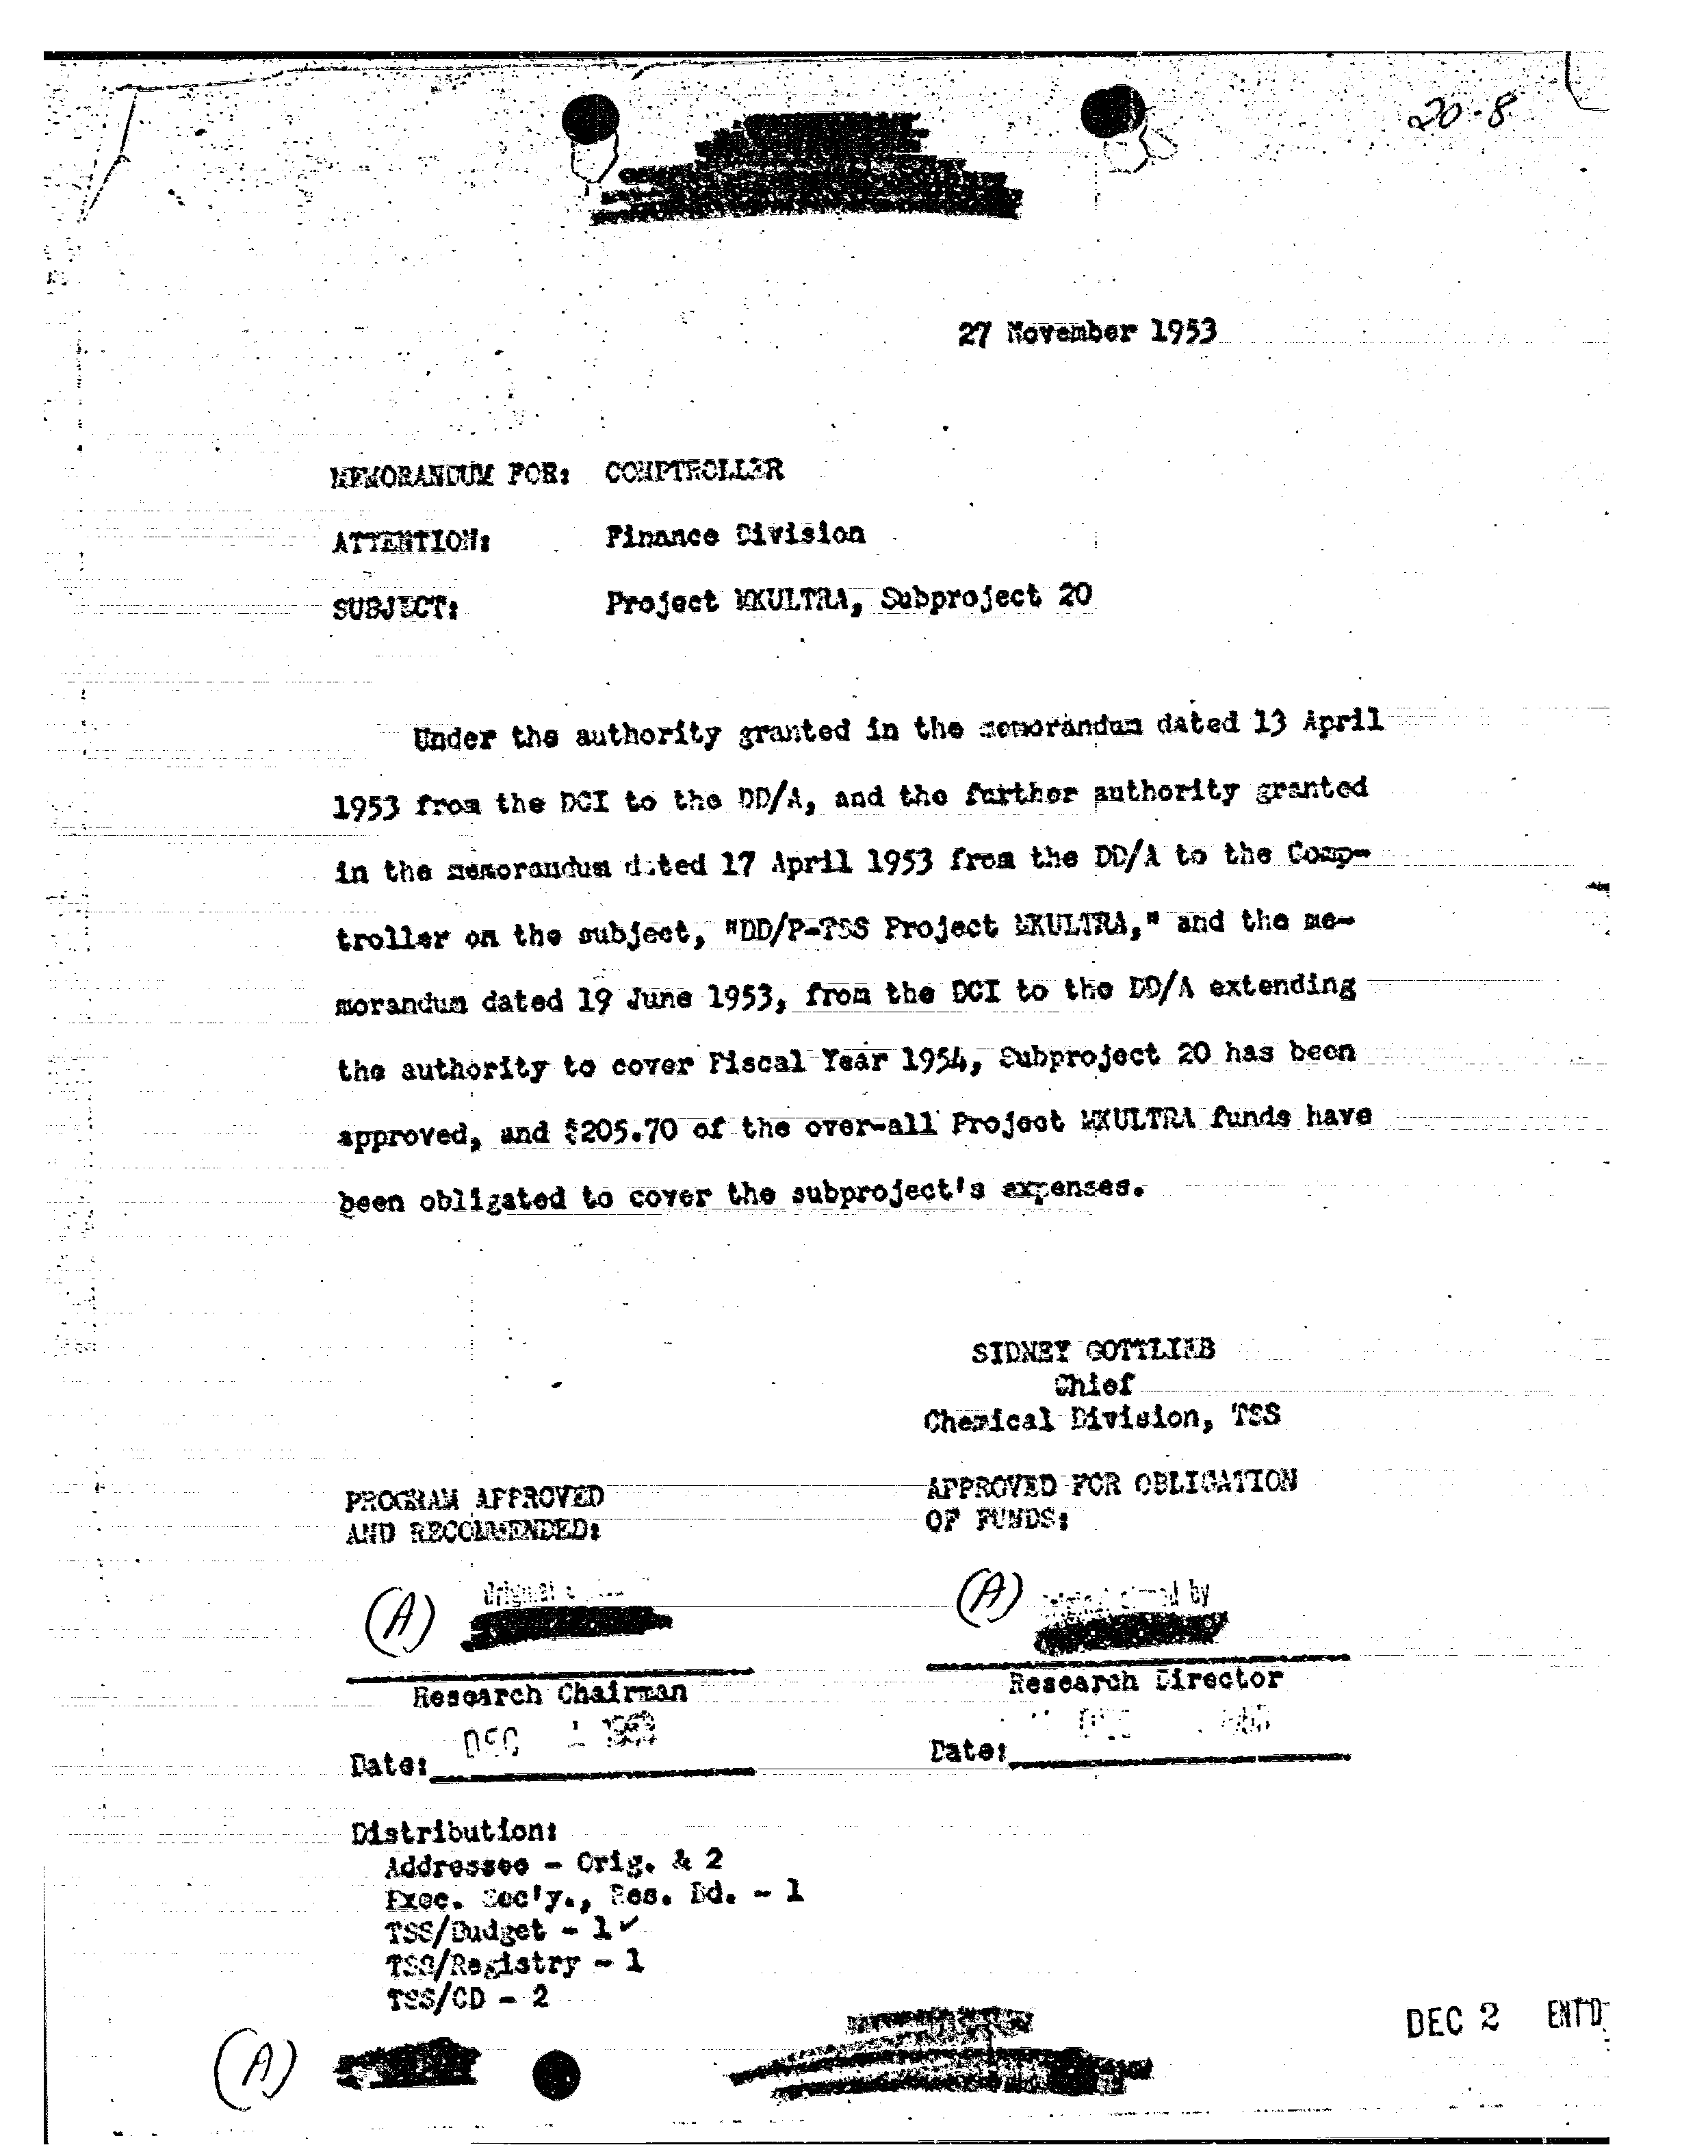 20-8
27 November 1953
MEMORANDUM FOR: COMPTROLLER
ATTENTION: Finance Division
SUBJECT: Project MKULTRA, Subproject 20
Under the authority granted in the memorandum dated 13 April
1953 from the DCI to the DD/A, and the further authority granted
in the memorandum dated 17 April 1953 from the DD/A to the Comp-
troller on the subject, "DD/P-TSS Project MKULTRA," and the me-
morandum dated 19 June 1953, from the DCI to the DD/A extending
the authority to cover Fiscal Year 1954, Subproject 20 has been
approved, and $205.70 of the over-all Project MKULTRA funds have
been obligated to cover the subproject's expenses.
SIDNEY GOTTLIEB
Chief
Chemical Division, TSS
PROGRAM APPROVED
AND RECOMMENDED:
APPROVED FOR OBLIGATION
OF FUNDS:
(A) Original
(A) Original signed by
Research Chairman
Research Director
Date: DEC 1 1953
Date:
Distribution:
Addressee - Orig. & 2
Exec. Sec'y., Res. Bd. - 1
TSS/Budget - 1 ✓
TSS/Registry - 1
TSS/CD - 2
(A)
DEC 2 ENT'D